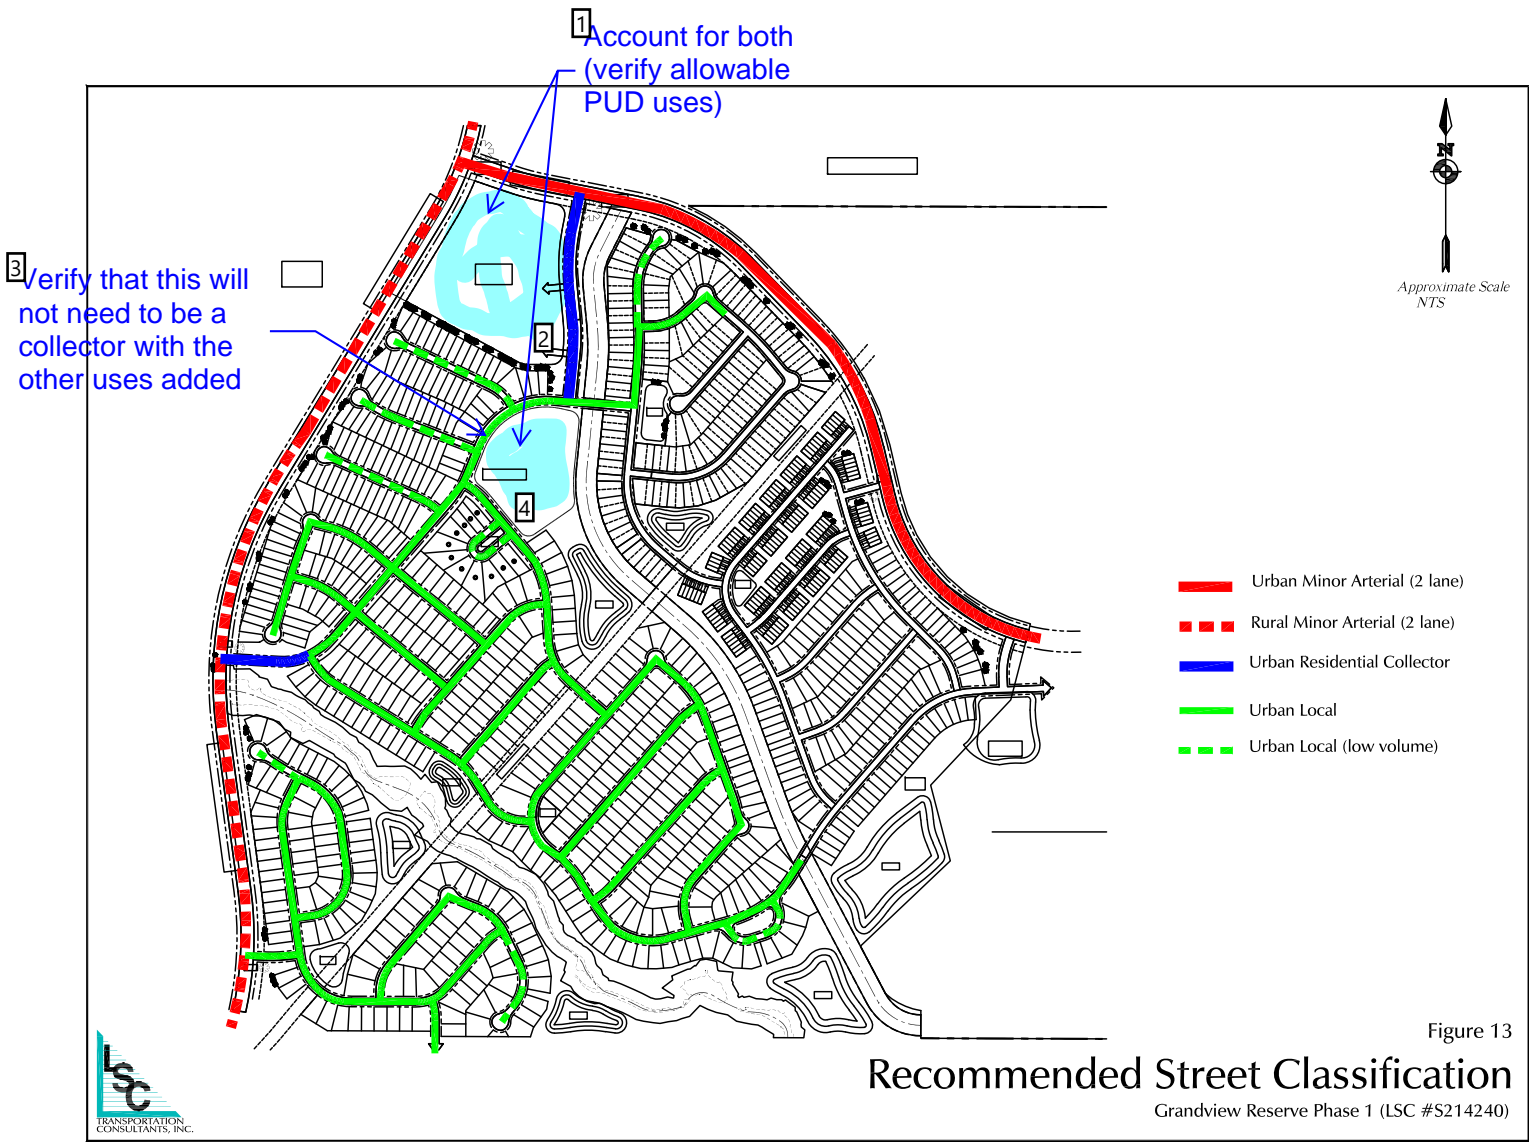 1
Account for both
(verify allowable
PUD uses)
N
Approximate Scale
NTS
3
Verify that this will
not need to be a
collector with the
other uses added
2
4
Urban Minor Arterial (2 lane)
Rural Minor Arterial (2 lane)
Urban Residential Collector
Urban Local
Urban Local (low volume)
Figure 13
Recommended Street Classification
Grandview Reserve Phase 1 (LSC #S214240)
LSC
TRANSPORTATION
CONSULTANTS, INC.